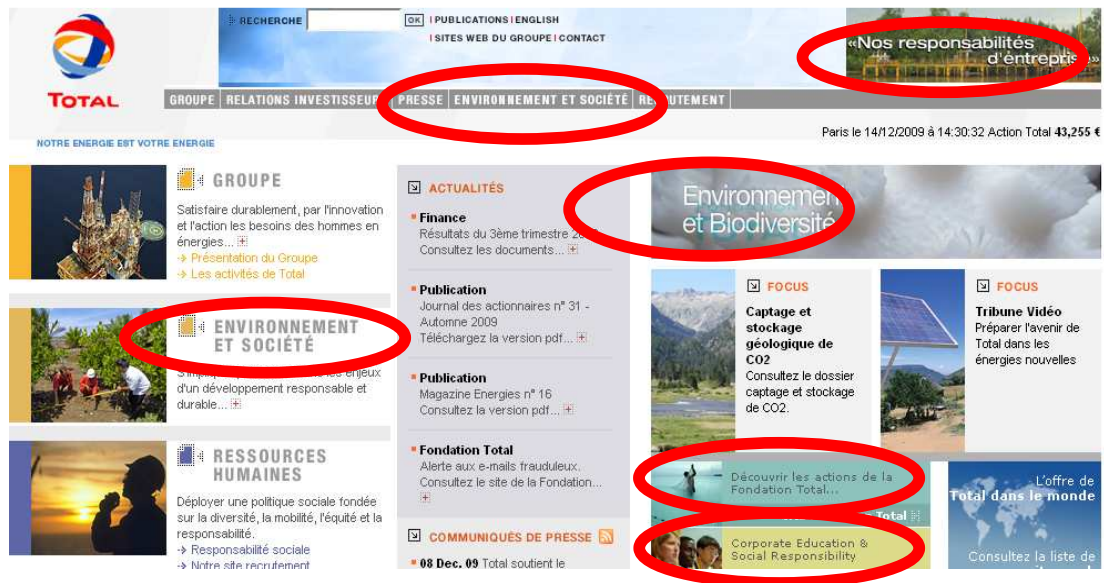 RECHERCHE OK | PUBLICATIONS | ENGLISH
| SITES WEB DU GROUPE | CONTACT
«Nos responsabilités
d'éntreprise»
TOTAL
GROUPE | RELATIONS INVESTISSEURS | PRESSE | ENVIRONNEMENT ET SOCIÉTÉ | RECRUTEMENT
Paris le 14/12/2009 à 14:30:32 Action Total 43,255 €
NOTRE ENERGIE EST VOTRE ENERGIE
GROUPE
Satisfaire durablement, par l'innovation
et l'action les besoins des hommes en
énergies...
Présentation du Groupe
Les activités de Total
ENVIRONNEMENT
ET SOCIÉTÉ
les enjeux
d'un développement responsable et
durable...
RESSOURCES
HUMAINES
Déployer une politique sociale fondée
sur la diversité, la mobilité, l'équité et la
responsabilité.
Responsabilité sociale
Notre site recrutement
ACTUALITÉS
Finance
Résultats du 3ème trimestre
Consultez les documents...
Publication
Journal des actionnaires n° 31 -
Automne 2009
Téléchargez la version pdf...
Publication
Magazine Energies n° 16
Consultez la version pdf...
Fondation Total
Alerte aux e-mails frauduleux.
Consultez le site de la Fondation...
COMMUNIQUÉS DE PRESSE
08 Dec. 09 Total soutient le
Environnement
et Biodiversité
FOCUS
Captage et
stockage
géologique de
CO2
Consultez le dossier
captage et stockage
de CO2.
FOCUS
Tribune Vidéo
Préparer l'avenir de
Total dans les
énergies nouvelles
Découvrir les actions de la
Fondation Total...
Total
Corporate Education &
Social Responsibility
L'offre de
Total dans le monde
Consultez la liste de